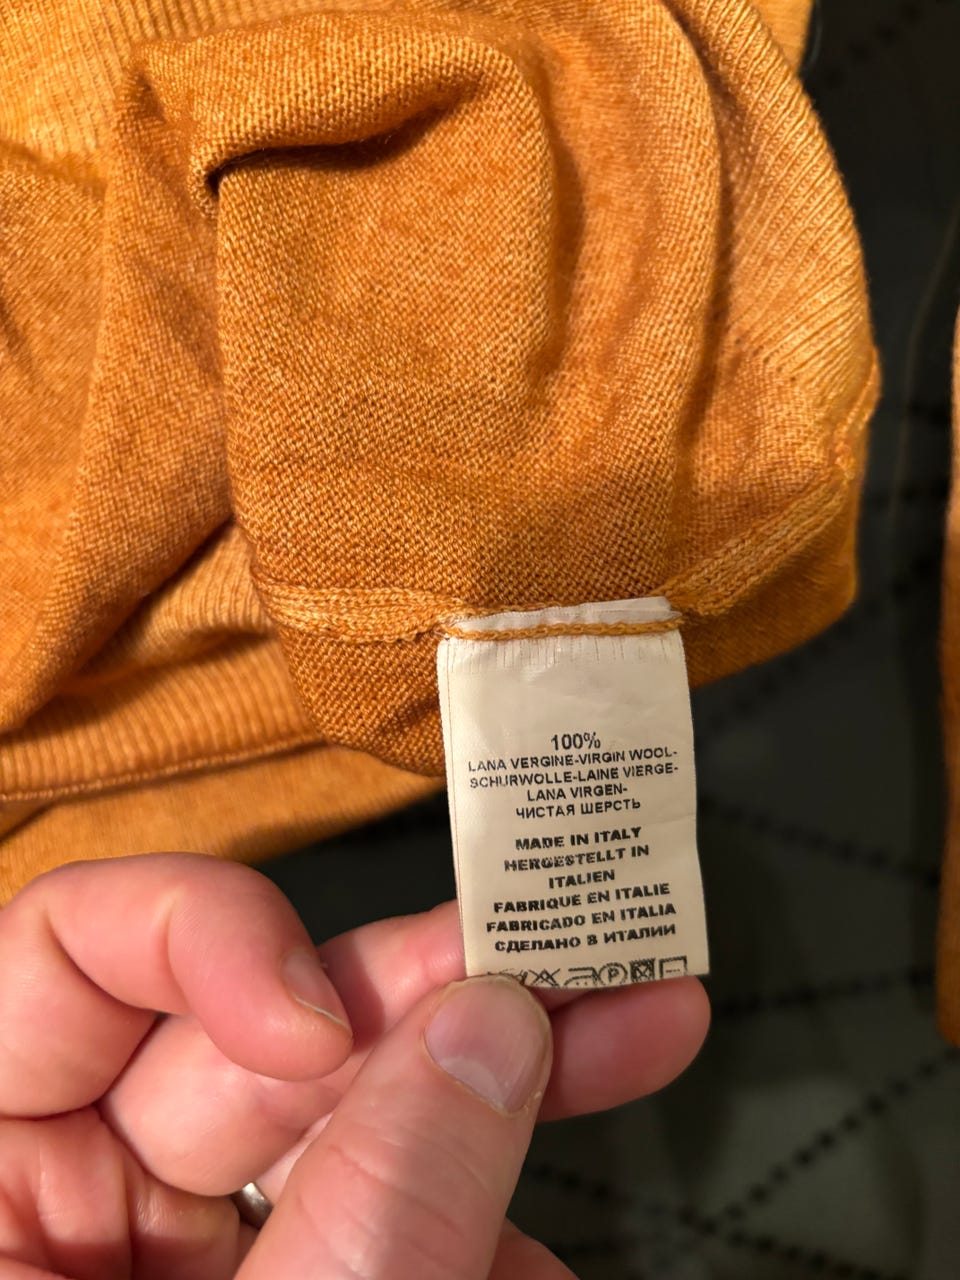 100%
LANA VERGINE-VIRGIN WOOL-
SCHURWOLLE-LAINE VIERGE-
LANA VIRGEN-
ЧИСТАЯ ШЕРСТЬ
MADE IN ITALY
HERGESTELLT IN
ITALIEN
FABRIQUE EN ITALIE
FABRICADO EN ITALIA
СДЕЛАНО В ИТАЛИИ
P